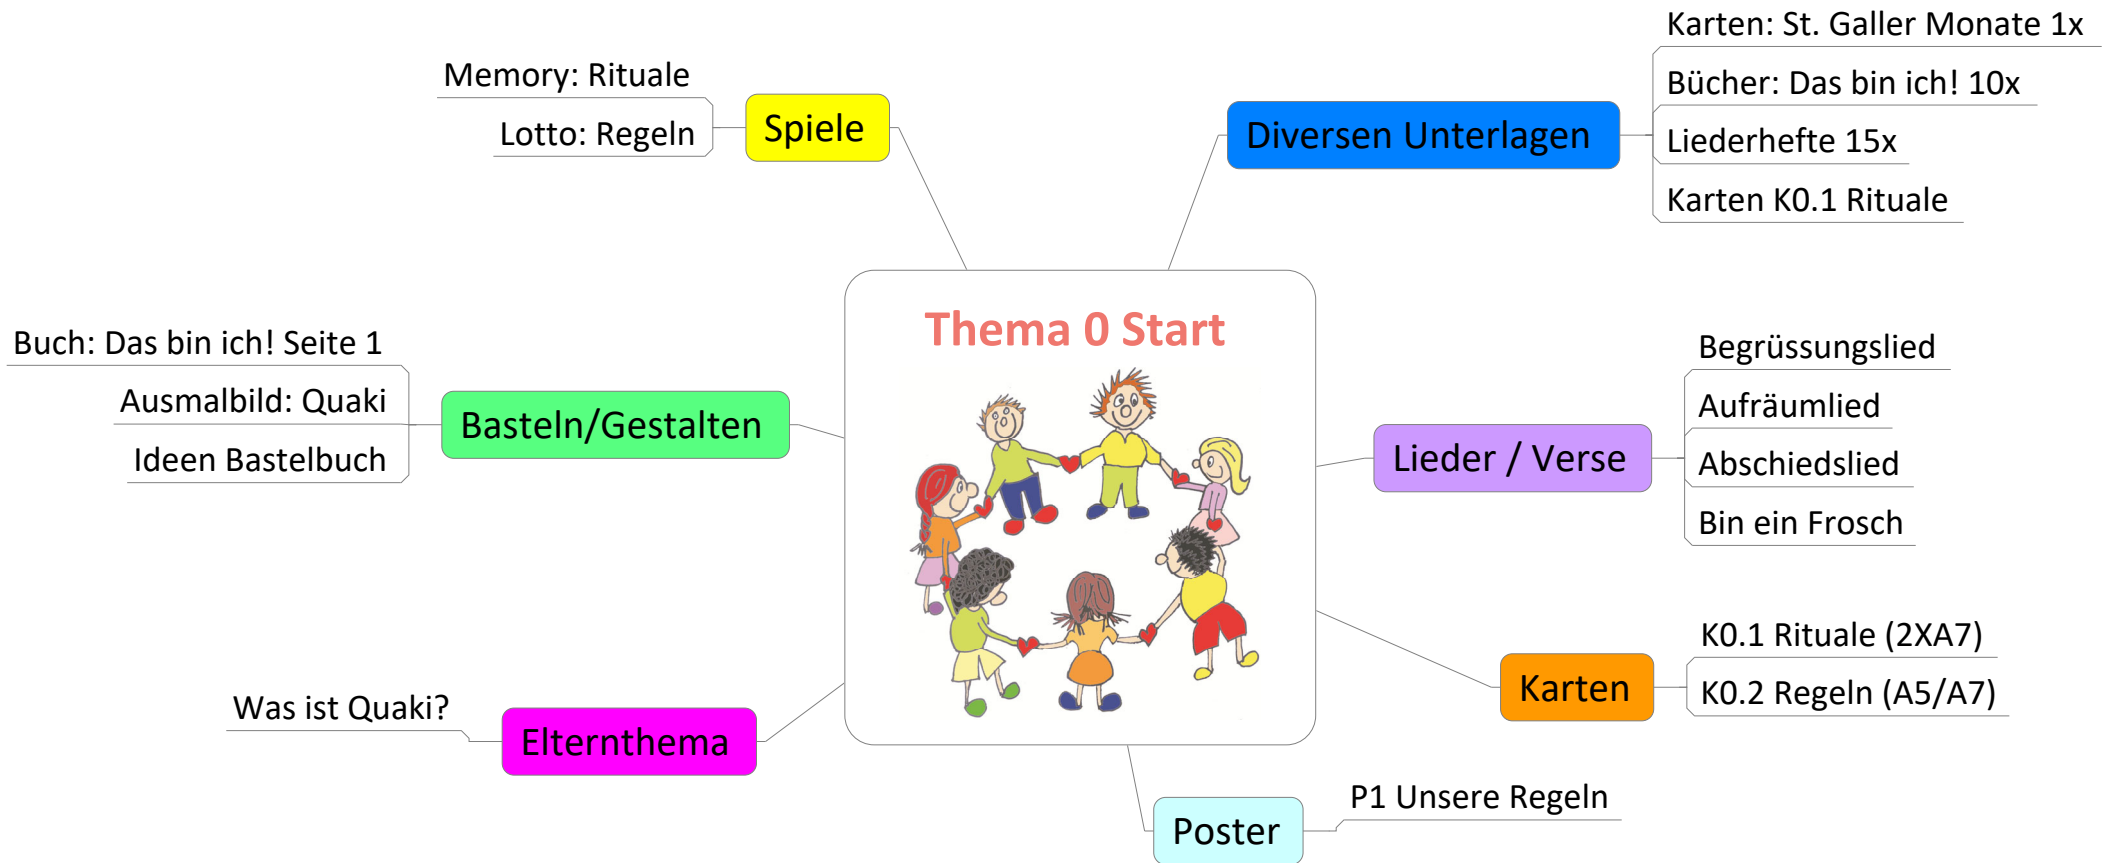 Thema 0 Start
Spiele
Memory: Rituale
Lotto: Regeln
Diversen Unterlagen
Karten: St. Galler Monate 1x
Bücher: Das bin ich! 10x
Liederhefte 15x
Karten K0.1 Rituale
Basteln/Gestalten
Buch: Das bin ich! Seite 1
Ausmalbild: Quaki
Ideen Bastelbuch
Lieder / Verse
Begrüssungslied
Aufräumlied
Abschiedslied
Bin ein Frosch
Elternthema
Was ist Quaki?
Karten
K0.1 Rituale (2XA7)
K0.2 Regeln (A5/A7)
Poster
P1 Unsere Regeln